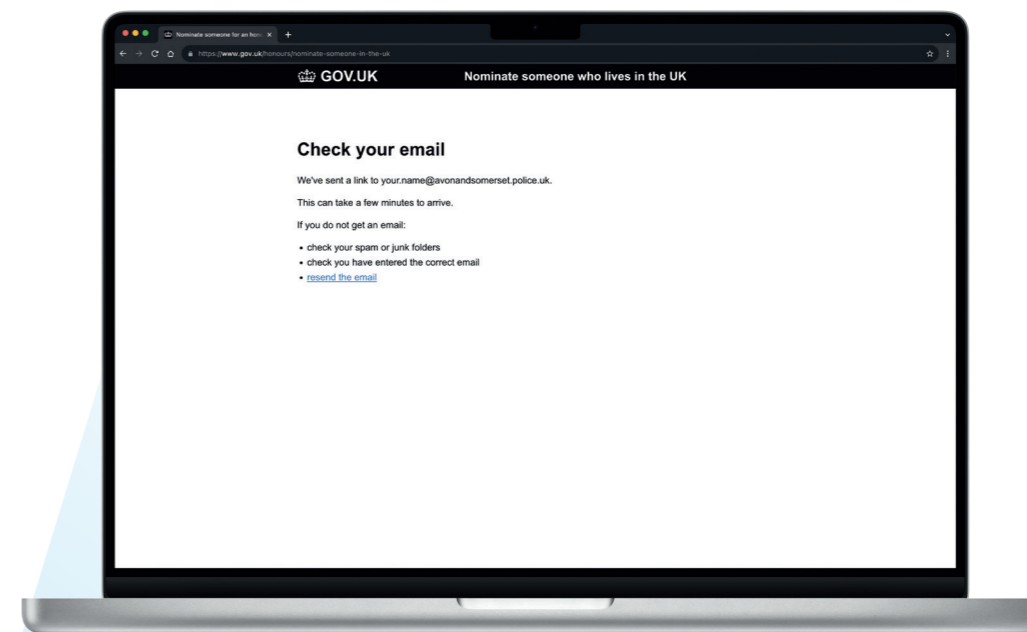 Nominate someone for an hono
https://www.gov.uk/honours/nominate-someone-in-the-uk
GOV.UK Nominate someone who lives in the UK
Check your email
We've sent a link to your.name@avonandsomerset.police.uk.
This can take a few minutes to arrive.
If you do not get an email:
• check your spam or junk folders
• check you have entered the correct email
• resend the email